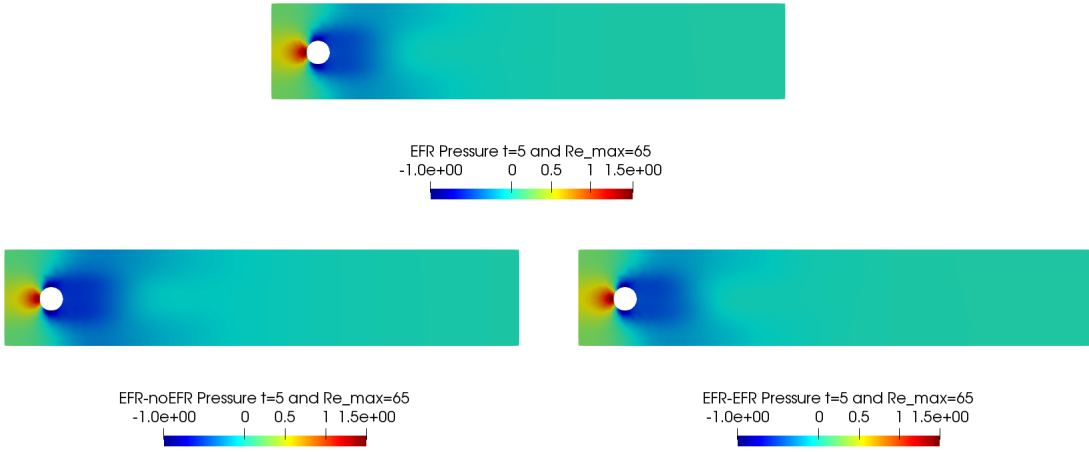 EFR Pressure t=5 and Re_max=65
-1.0e+00 0 0.5 1 1.5e+00
EFR-noEFR Pressure t=5 and Re_max=65
-1.0e+00 0 0.5 1 1.5e+00
EFR-EFR Pressure t=5 and Re_max=65
-1.0e+00 0 0.5 1 1.5e+00